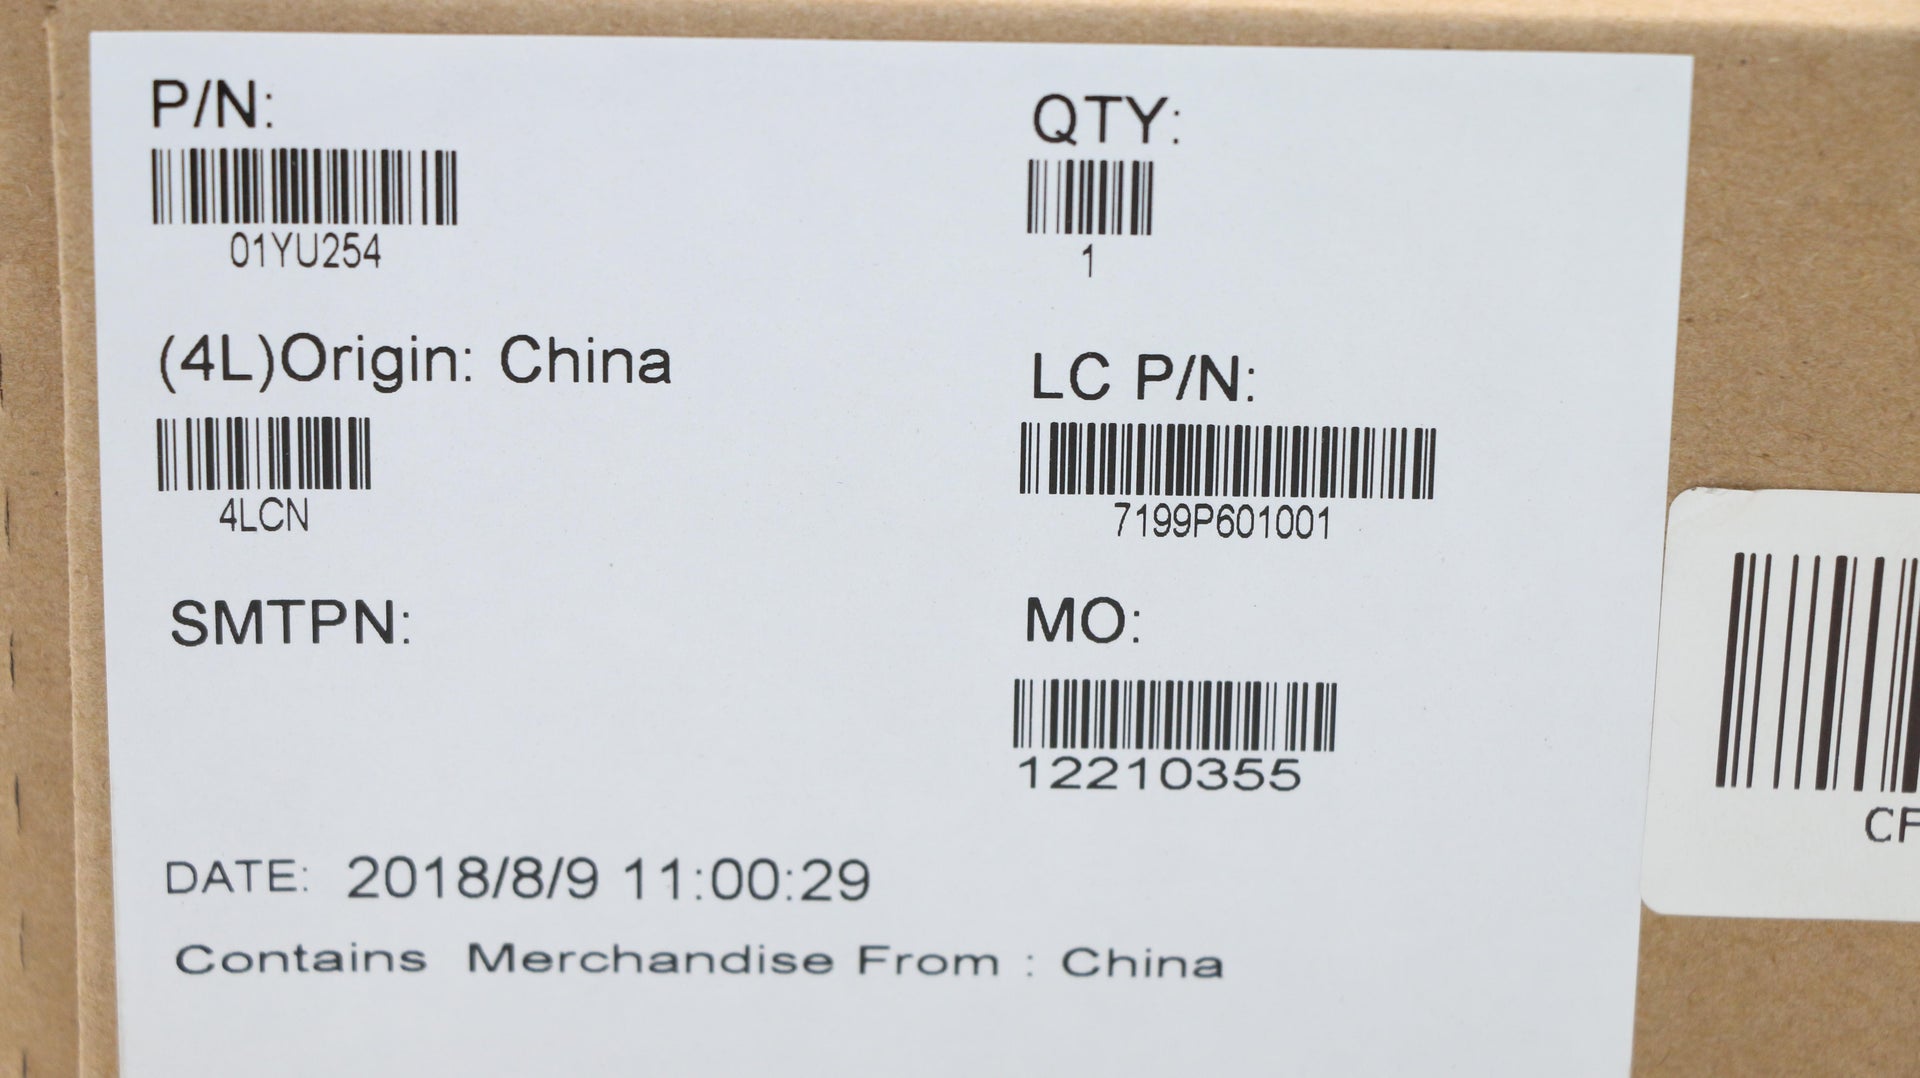 P/N:
01YU254
QTY:
1
(4L)Origin: China
4LCN
LC P/N:
7199P601001
SMTPN:
MO:
12210355
DATE: 2018/8/9 11:00:29
Contains Merchandise From : China